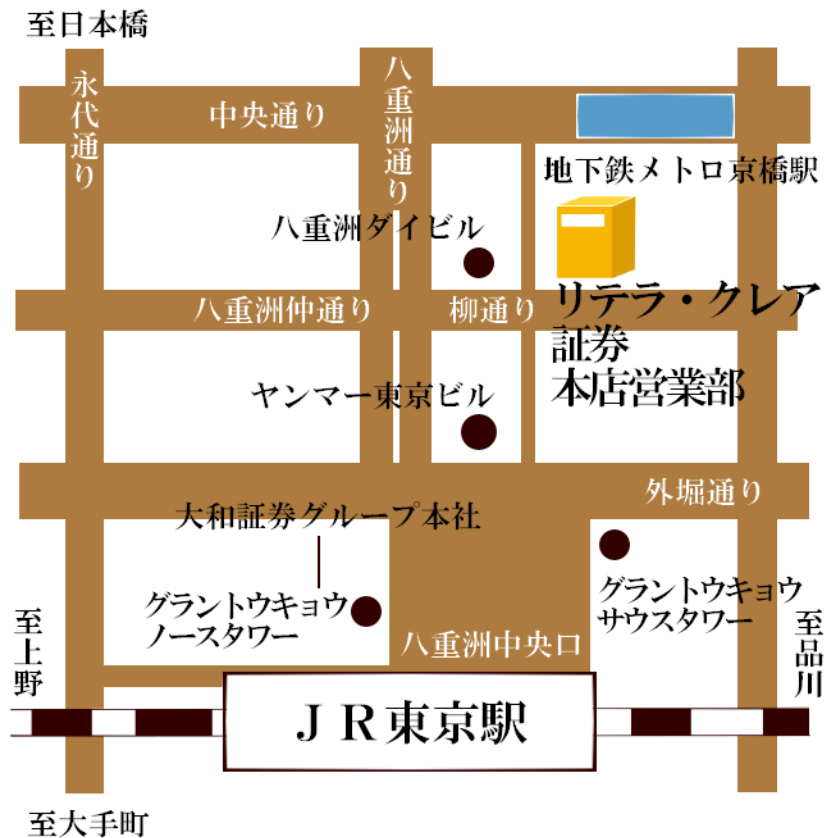 至日本橋
永代通り
中央通り
八重洲通り
地下鉄メトロ京橋駅
八重洲ダイビル
八重洲仲通り
柳通り
リテラ・クレア
証券
本店営業部
ヤンマー東京ビル
外堀通り
大和証券グループ本社
グラントウキョウ
ノースタワー
グラントウキョウ
サウスタワー
八重洲中央口
至上野
至品川
JR東京駅
至大手町